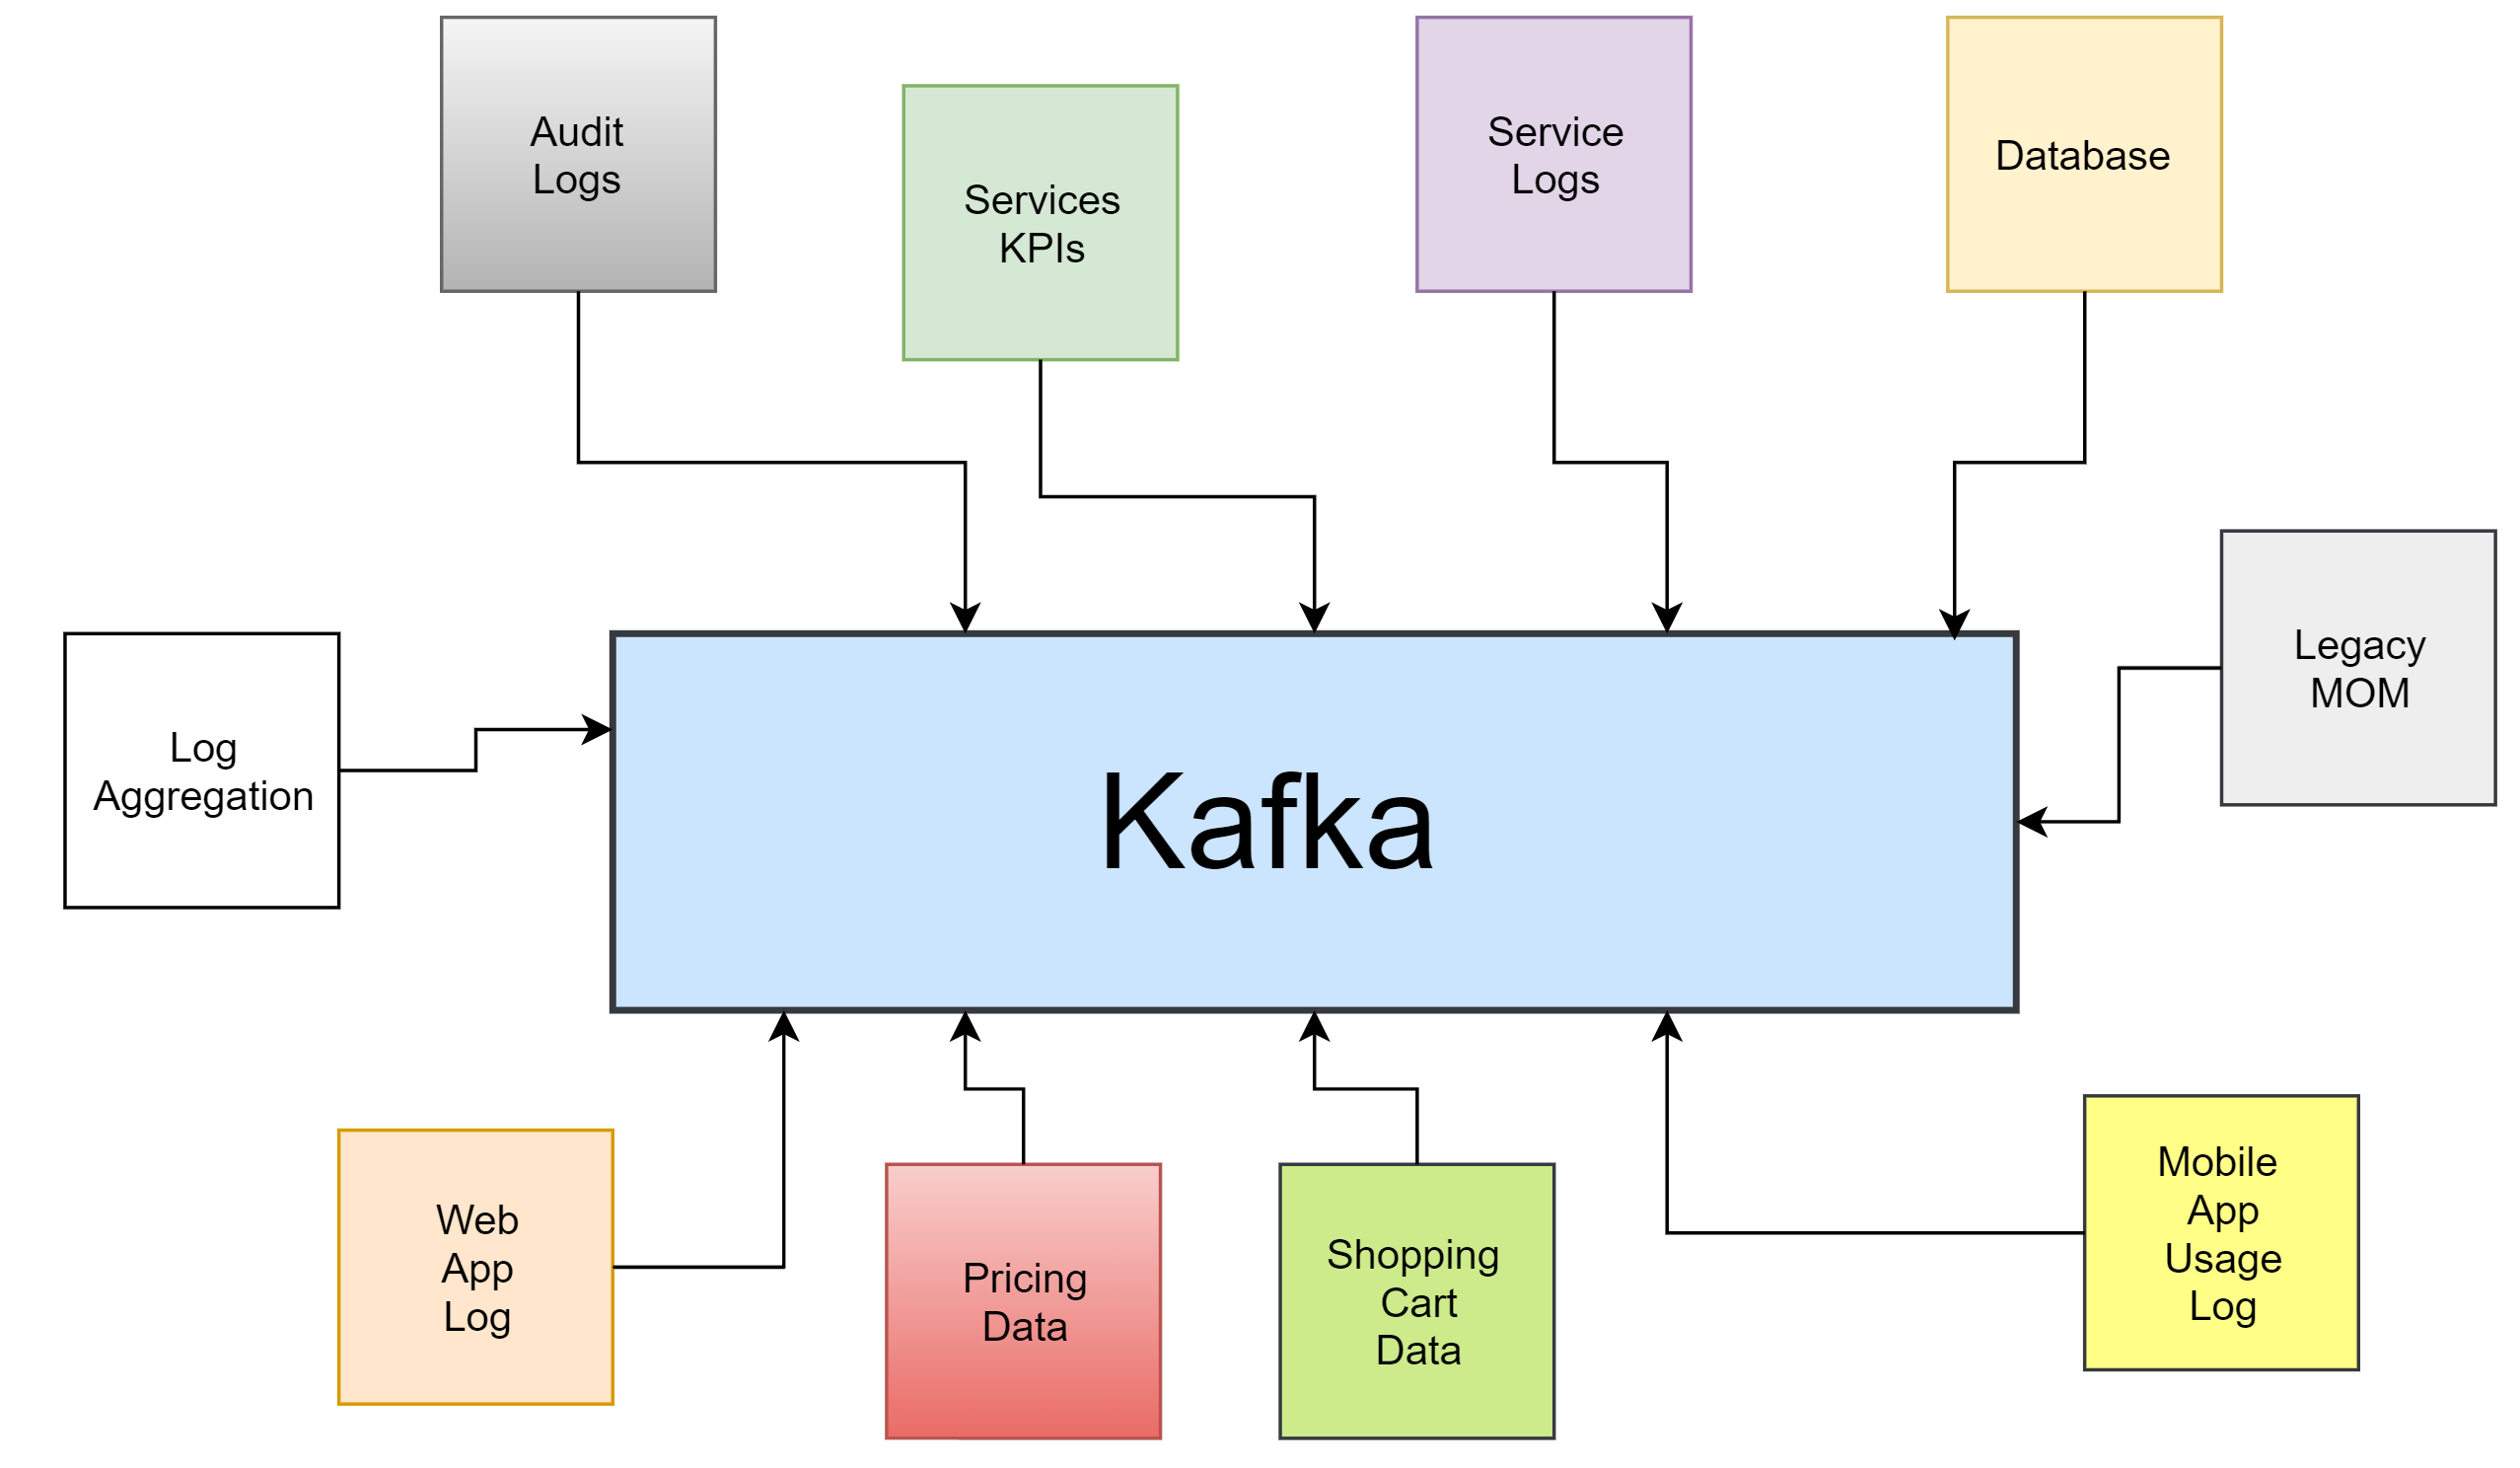 Audit
Logs
Services
KPIs
Service
Logs
Database
Legacy
MOM
Log
Aggregation
Kafka
Web
App
Log
Pricing
Data
Shopping
Cart
Data
Mobile
App
Usage
Log